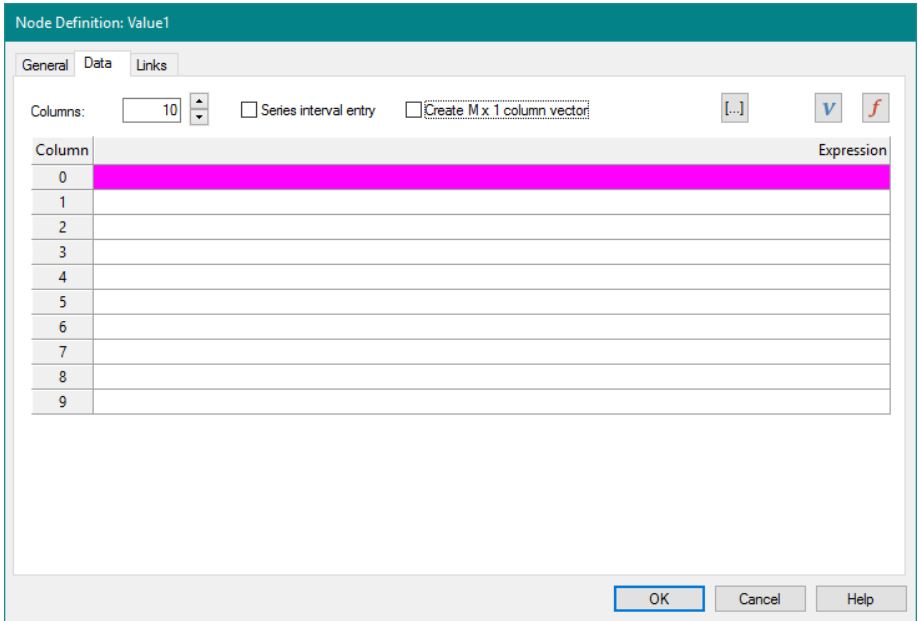 Node Definition: Value1
General Data Links
Columns: 10 Series interval entry Create M x 1 column vector [...] V f
Column Expression
0
1
2
3
4
5
6
7
8
9
OK Cancel Help